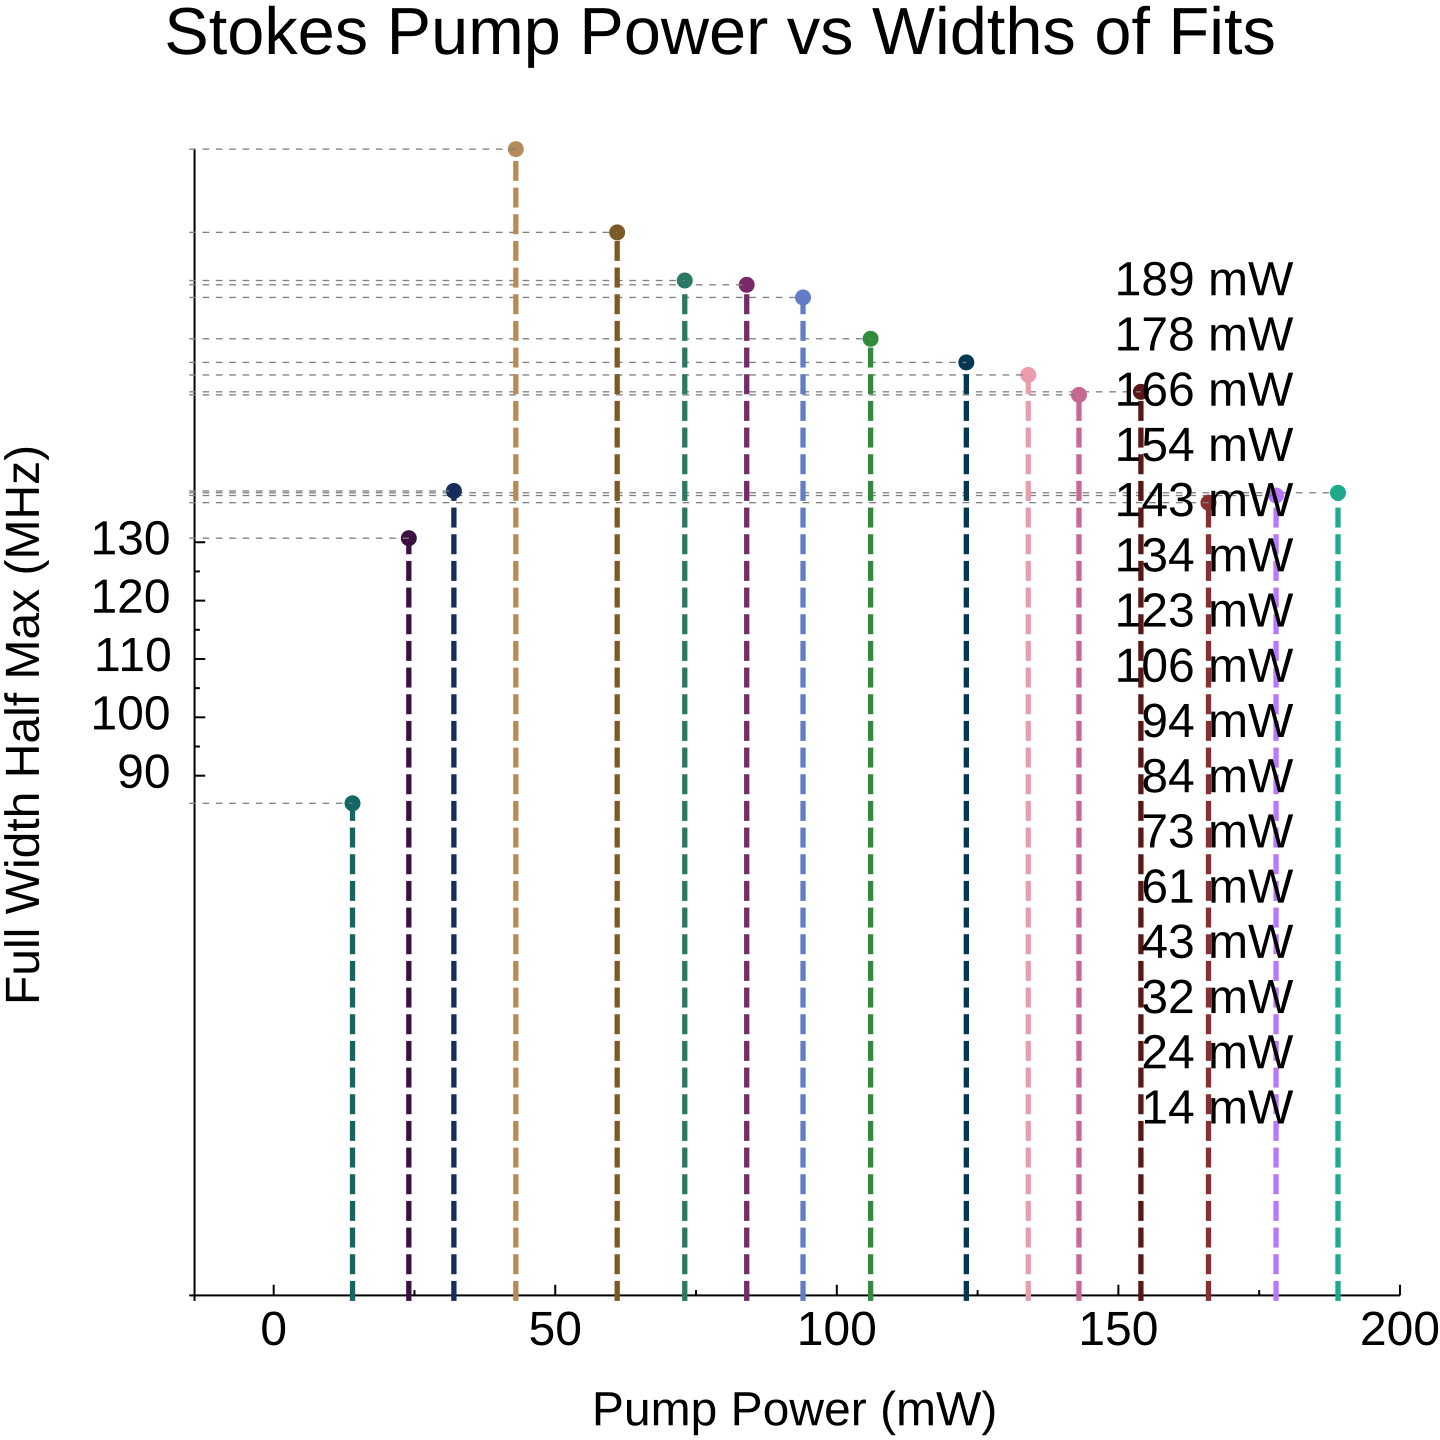 Stokes Pump Power vs Widths of Fits
Full Width Half Max (MHz)
130
120
110
100
90
189 mW
178 mW
166 mW
154 mW
143 mW
134 mW
123 mW
106 mW
94 mW
84 mW
73 mW
61 mW
43 mW
32 mW
24 mW
14 mW
0 50 100 150 200
Pump Power (mW)